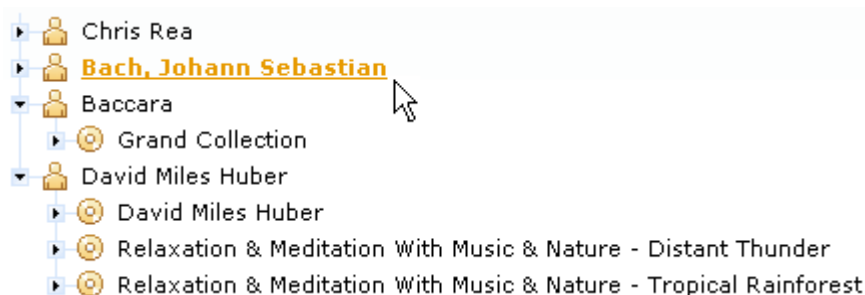 Chris Rea
Bach, Johann Sebastian
Baccara
Grand Collection
David Miles Huber
David Miles Huber
Relaxation & Meditation With Music & Nature - Distant Thunder
Relaxation & Meditation With Music & Nature - Tropical Rainforest